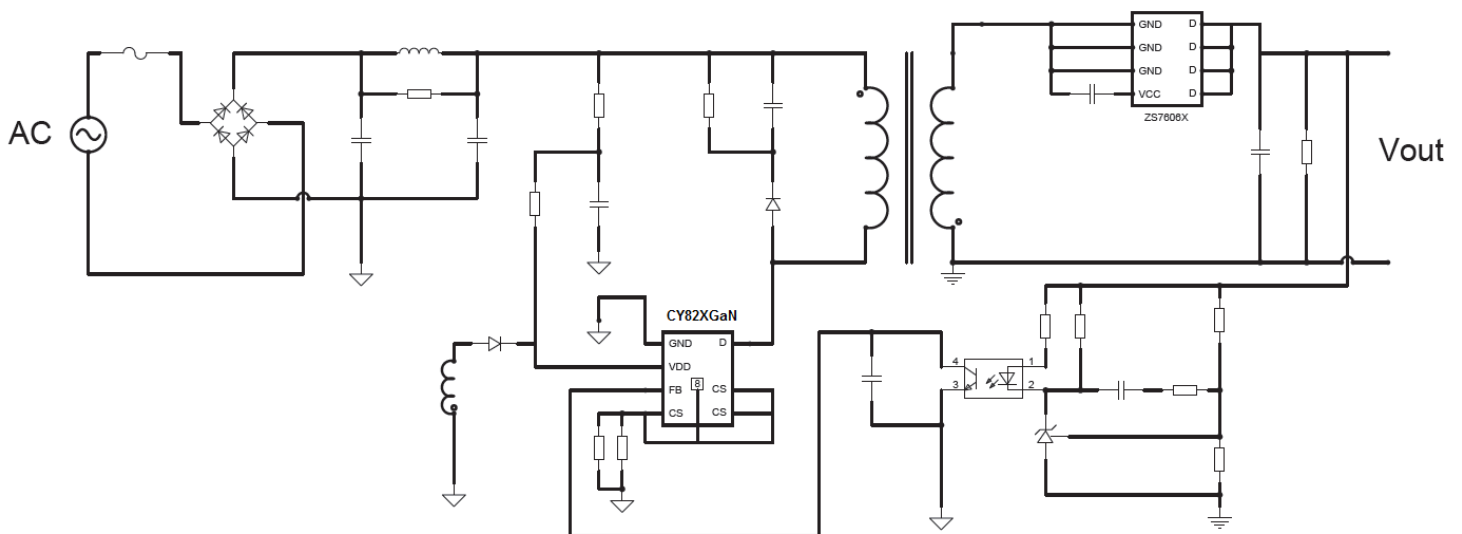 AC
GND D
GND D
GND D
VCC D
ZS7606X
Vout
CY82XGaN
GND D
VDD
8
FB CS
CS CS
4 1
3 2